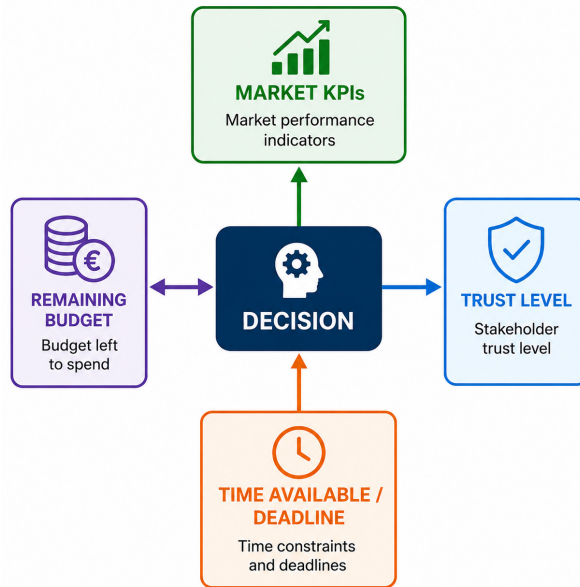 MARKET KPIs
Market performance
indicators
€
REMAINING
BUDGET
Budget left
to spend
DECISION
TRUST LEVEL
Stakeholder
trust level
TIME AVAILABLE /
DEADLINE
Time constraints
and deadlines